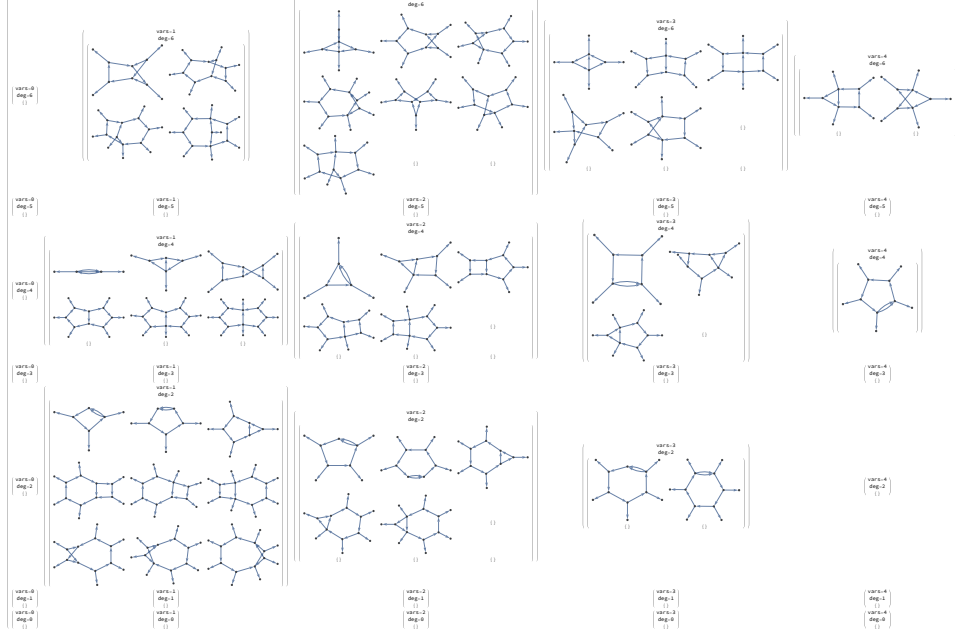 vars=0
deg=6
{}
vars=1
deg=6
deg=6
{}
{}
vars=3
deg=6
{}
{}
{}
{}
vars=4
deg=6
{}
{}
vars=0
deg=5
{}
vars=1
deg=5
{}
vars=2
deg=5
{}
vars=3
deg=5
{}
vars=4
deg=5
{}
vars=0
deg=4
{}
vars=1
deg=4
{}
{}
{}
vars=2
deg=4
{}
{}
{}
vars=3
deg=4
{}
vars=4
deg=4
{}
vars=0
deg=3
{}
vars=1
deg=3
{}
vars=2
deg=3
{}
vars=3
deg=3
{}
vars=4
deg=3
{}
vars=0
deg=2
{}
vars=1
deg=2
vars=2
deg=2
{}
{}
{}
{}
vars=3
deg=2
{}
{}
vars=4
deg=2
{}
vars=0
deg=1
{}
vars=1
deg=1
{}
vars=2
deg=1
{}
vars=3
deg=1
{}
vars=4
deg=1
{}
vars=0
deg=0
{}
vars=1
deg=0
{}
vars=2
deg=0
{}
vars=3
deg=0
{}
vars=4
deg=0
{}